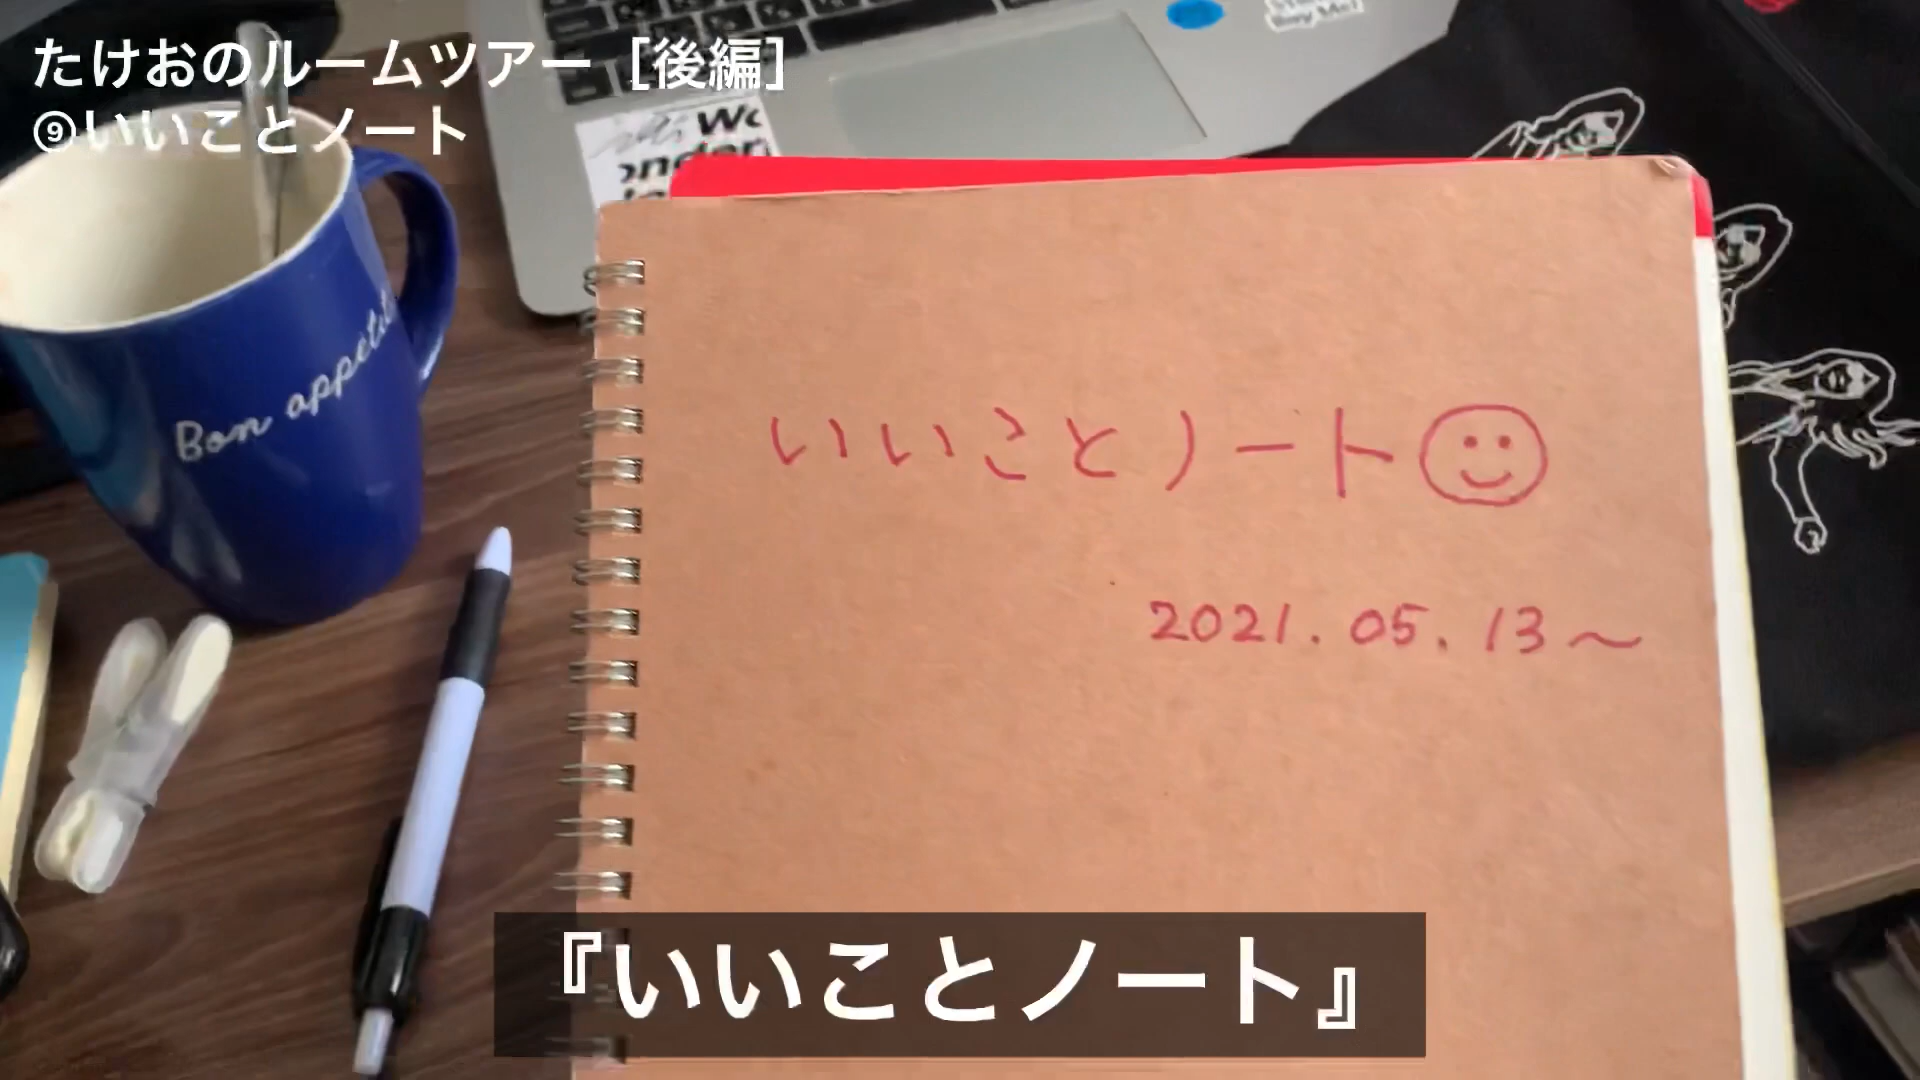 たけおのルームツアー［後編］
⑨いいことノート
Bon appetit
いいことノート
2021.05.13～
『いいことノート』